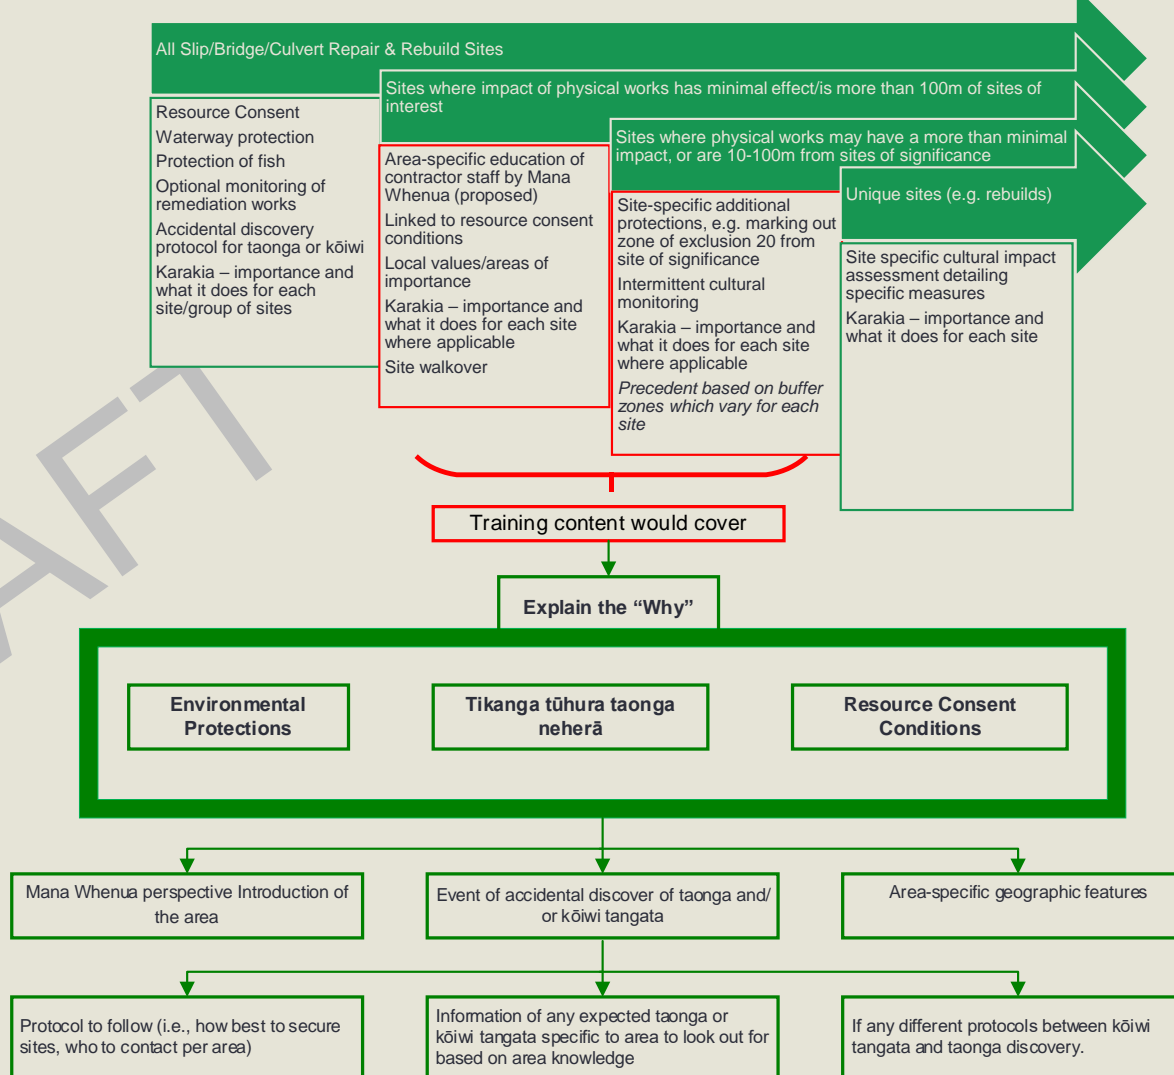 All Slip/Bridge/Culvert Repair & Rebuild Sites
Sites where impact of physical works has minimal effect/is more than 100m of sites of
interest
Sites where physical works may have a more than minimal
impact, or are 10-100m from sites of significance
Unique sites (e.g. rebuilds)
Resource Consent
Waterway protection
Protection of fish
Optional monitoring of
remediation works
Accidental discovery
protocol for taonga or kōiwi
Karakia – importance and
what it does for each
site/group of sites
Area-specific education of
contractor staff by Mana
Whenua (proposed)
Linked to resource consent
conditions
Local values/areas of
importance
Karakia – importance and
what it does for each site
where applicable
Site walkover
Site-specific additional
protections, e.g. marking out
zone of exclusion 20 from
site of significance
Intermittent cultural
monitoring
Karakia – importance and
what it does for each site
where applicable
Precedent based on buffer
zones which vary for each
site
Site specific cultural impact
assessment detailing
specific measures
Karakia – importance and
what it does for each site
AFT
Training content would cover
Explain the “Why”
Environmental
Protections
Tikanga tūhura taonga
neherā
Resource Consent
Conditions
Mana Whenua perspective Introduction of
the area
Event of accidental discover of taonga and/
or kōiwi tangata
Area-specific geographic features
Protocol to follow (i.e., how best to secure
sites, who to contact per area)
Information of any expected taonga or
kōiwi tangata specific to area to look out for
based on area knowledge
If any different protocols between kōiwi
tangata and taonga discovery.